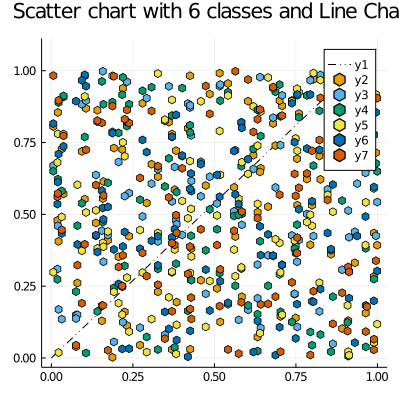 Scatter chart with 6 classes and Line Cha
1.00
0.75
0.50
0.25
0.00
0.00 0.25 0.50 0.75 1.00
y1
y2
y3
y4
y5
y6
y7